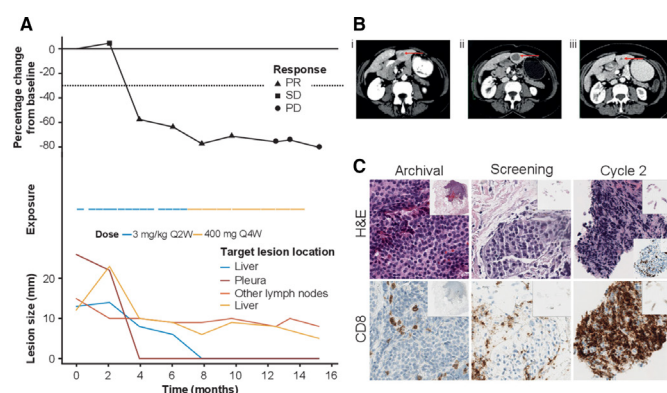 A
Percentage change
from baseline
0
-20
-40
-60
-80
Response
PR
SD
PD
Exposure
Dose 3 mg/kg Q2W 400 mg Q4W
Target lesion location
Liver
Pleura
Other lymph nodes
Liver
Lesion size (mm)
30
20
10
0
0 2 4 6 8 10 12 14 16
Time (months)
B
i ii iii
C
Archival Screening Cycle 2
H&E
CD8